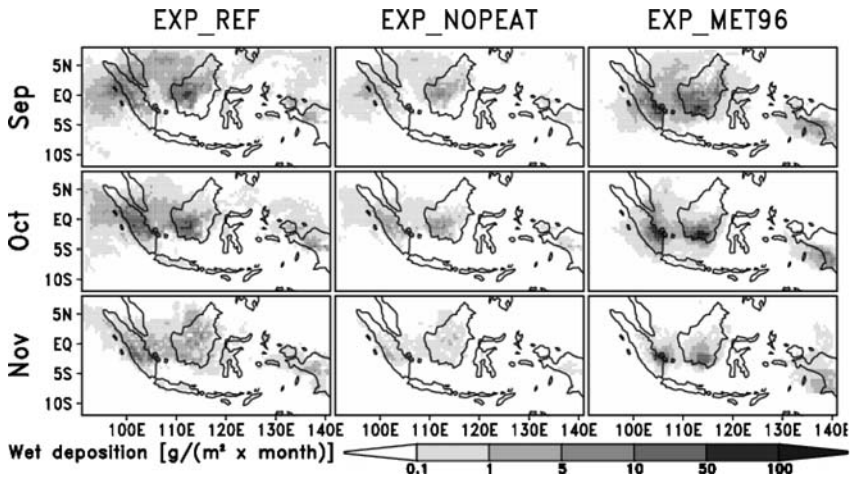 EXP_REF EXP_NOPEAT EXP_MET96
Sep 5N EQ 5S 10S
Oct 5N EQ 5S 10S
Nov 5N EQ 5S 10S
100E 110E 120E 130E 140E 100E 110E 120E 130E 140E 100E 110E 120E 130E 140E
Wet deposition [g/(m² x month)]
0.1 1 5 10 50 100